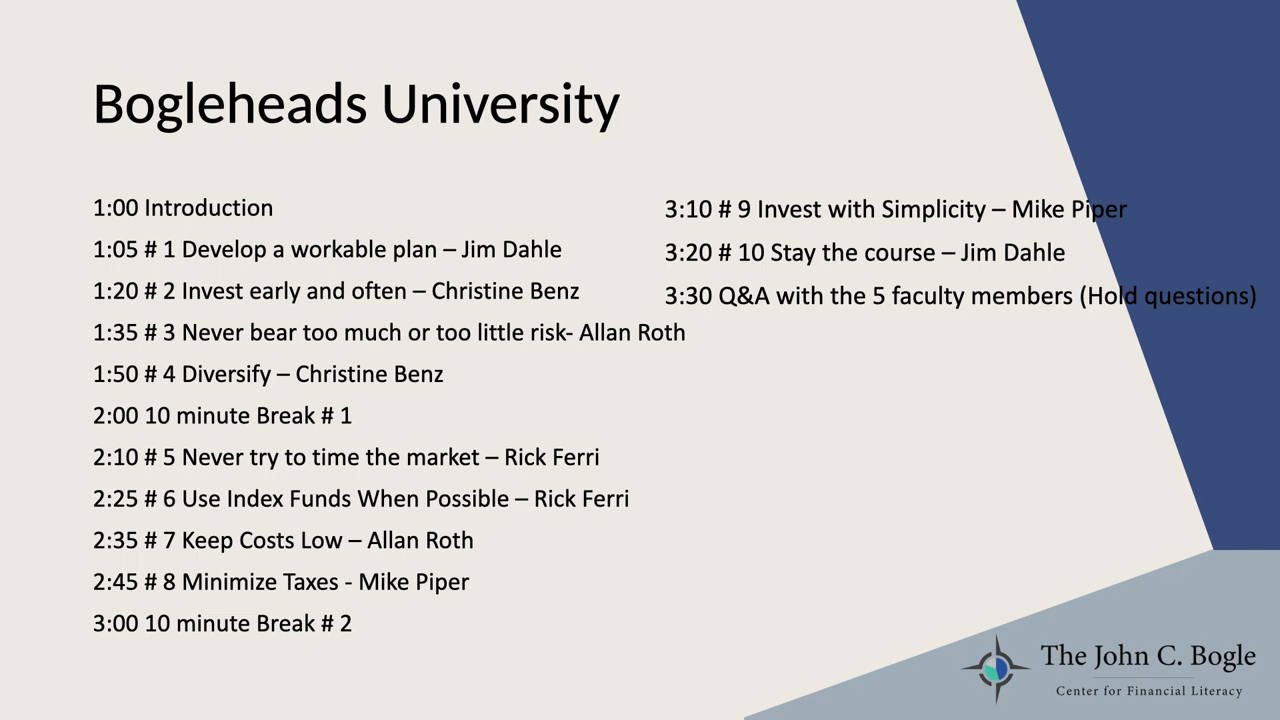 Bogleheads University
1:00 Introduction
1:05 # 1 Develop a workable plan – Jim Dahle
1:20 # 2 Invest early and often – Christine Benz
1:35 # 3 Never bear too much or too little risk- Allan Roth
1:50 # 4 Diversify – Christine Benz
2:00 10 minute Break # 1
2:10 # 5 Never try to time the market – Rick Ferri
2:25 # 6 Use Index Funds When Possible – Rick Ferri
2:35 # 7 Keep Costs Low – Allan Roth
2:45 # 8 Minimize Taxes - Mike Piper
3:00 10 minute Break # 2
3:10 # 9 Invest with Simplicity – Mike Piper
3:20 # 10 Stay the course – Jim Dahle
3:30 Q&A with the 5 faculty members (Hold questions)
The John C. Bogle
Center for Financial Literacy